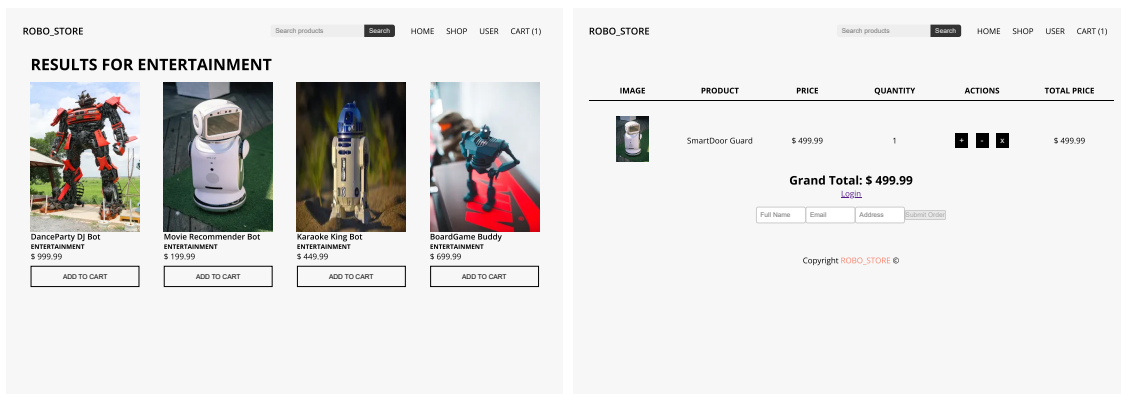 ROBO_STORE
Search products
Search
HOME SHOP USER CART (1)
RESULTS FOR ENTERTAINMENT
DanceParty DJ Bot
ENTERTAINMENT
$ 999.99
ADD TO CART
Movie Recommender Bot
ENTERTAINMENT
$ 199.99
ADD TO CART
Karaoke King Bot
ENTERTAINMENT
$ 449.99
ADD TO CART
BoardGame Buddy
ENTERTAINMENT
$ 699.99
ADD TO CART
ROBO_STORE
Search products
Search
HOME SHOP USER CART (1)
IMAGE PRODUCT PRICE QUANTITY ACTIONS TOTAL PRICE
SmartDoor Guard $ 499.99 1 + - x $ 499.99
Grand Total: $ 499.99
Login
Full Name Email Address Submit Order
Copyright ROBO_STORE ©